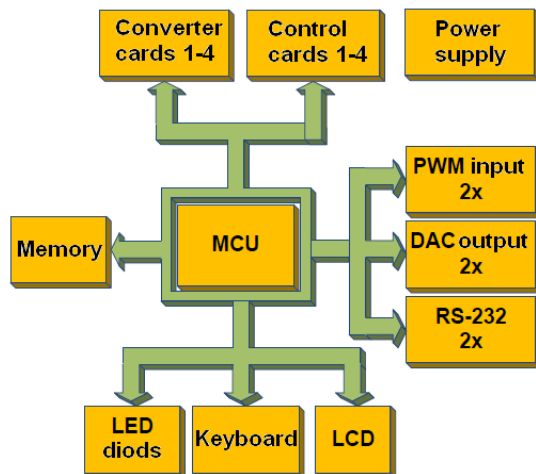 Converter
cards 1-4
Control
cards 1-4
Power
supply
PWM input
2x
Memory
MCU
DAC output
2x
RS-232
2x
LED
diods
Keyboard
LCD